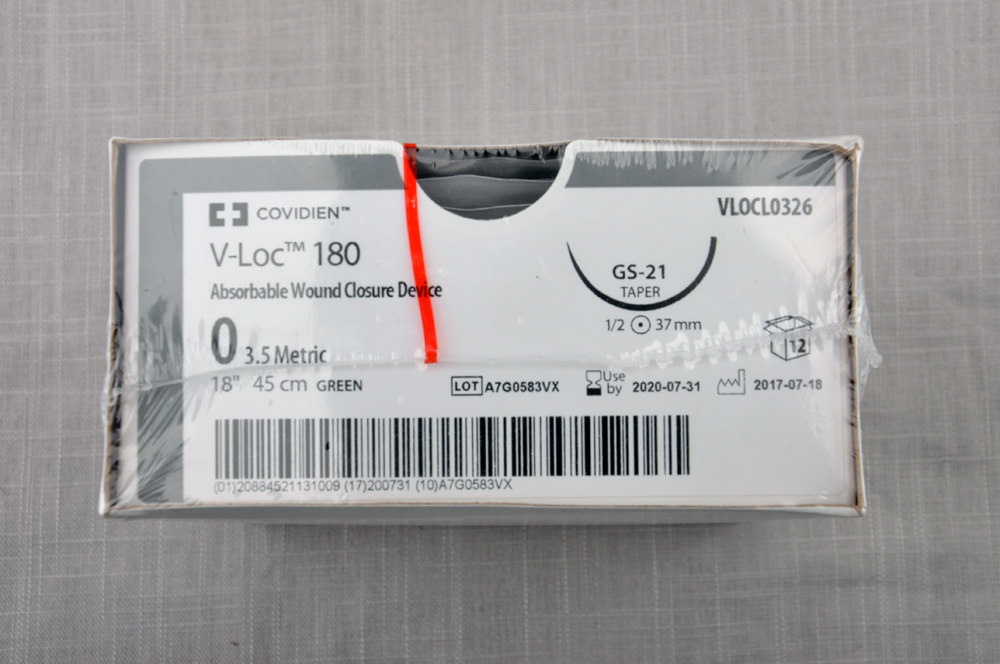 COVIDIEN™
VLOCL0326
V-Loc™ 180
Absorbable Wound Closure Device
GS-21
TAPER
1/2 37 mm
0 3.5 Metric
12
18" 45 cm GREEN
LOT A7G0583VX
Use by 2020-07-31
2017-07-18
(01)20884521131009 (17)200731 (10)A7G0583VX